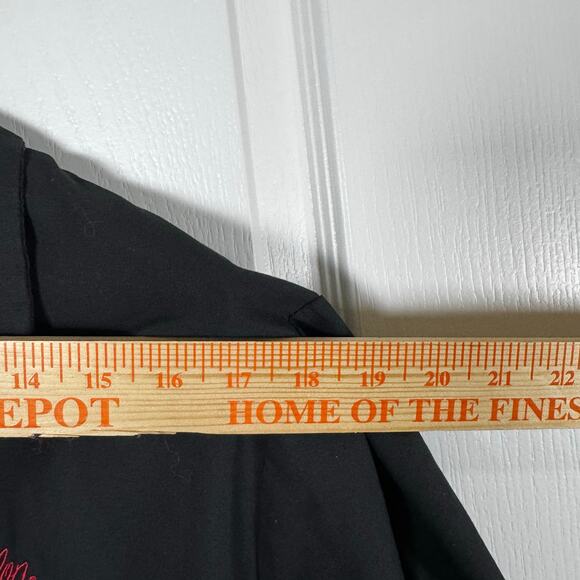 14 15 16 17 18 19 20 21 22
EPOT HOME OF THE FINES